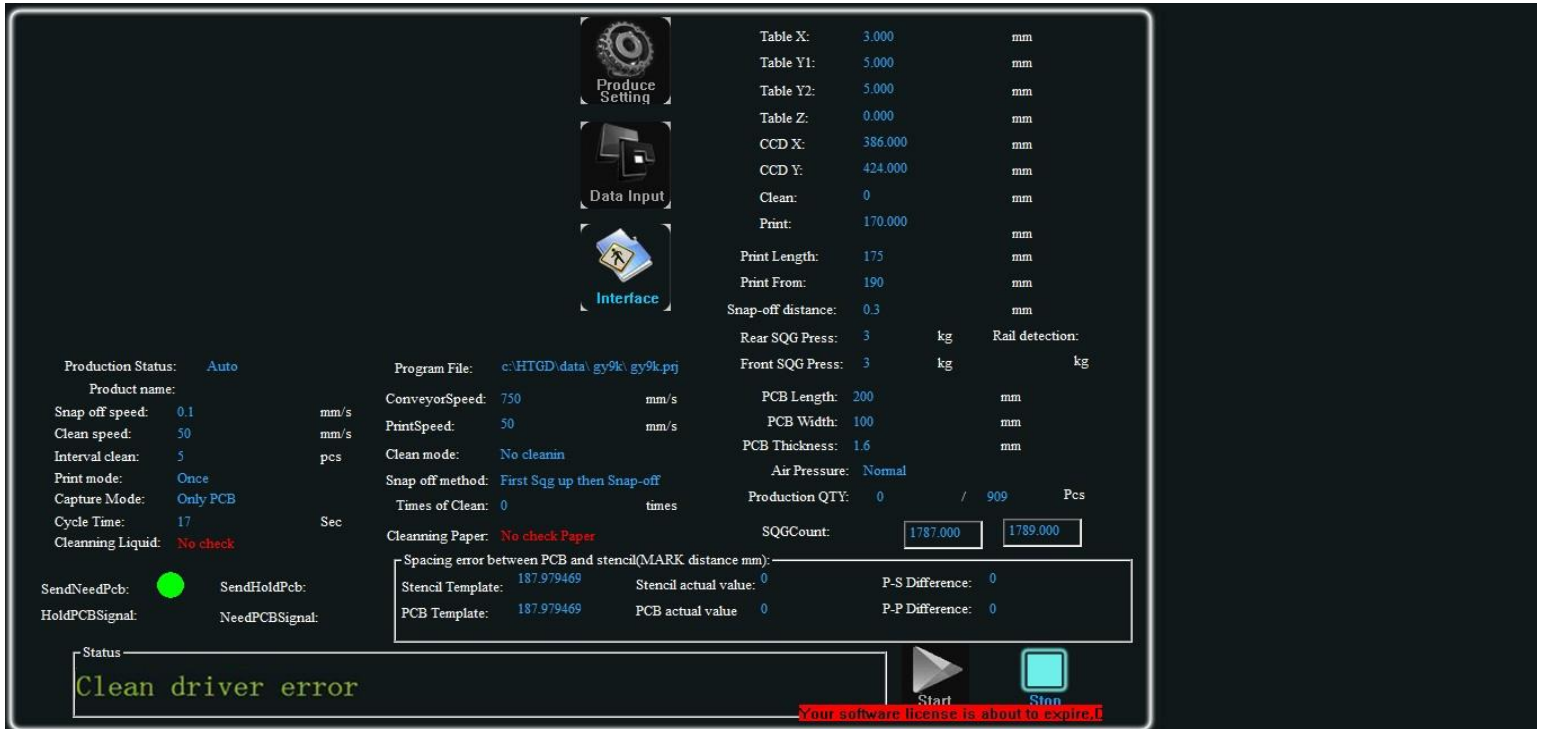 Produce
Setting
Data Input
Interface
Table X: 3.000 mm
Table Y1: 5.000 mm
Table Y2: 5.000 mm
Table Z: 0.000 mm
CCD X: 386.000 mm
CCD Y: 424.000 mm
Clean: 0 mm
Print: 170.000 mm
Print Length: 175 mm
Print From: 190 mm
Snap-off distance: 0.3 mm
Rear SQG Press: 3 kg Rail detection:
Front SQG Press: 3 kg kg
PCB Length: 200 mm
PCB Width: 100 mm
PCB Thickness: 1.6 mm
Air Pressure: Normal
Production QTY: 0 / 909 Pcs
SQGCount: 1787.000 1789.000
Production Status: Auto
Product name:
Snap off speed: 0.1 mm/s
Clean speed: 50 mm/s
Interval clean: 5 pcs
Print mode: Once
Capture Mode: Only PCB
Cycle Time: 17 Sec
Cleanning Liquid: No check
Program File: c:\HTGD\data\ gy9k\ gy9k.prj
ConveyorSpeed: 750 mm/s
PrintSpeed: 50 mm/s
Clean mode: No cleanin
Snap off method: First Sqg up then Snap-off
Times of Clean: 0 times
Cleanning Paper: No check Paper
Spacing error between PCB and stencil(MARK distance mm):
Stencil Template: 187.979469 Stencil actual value: 0 P-S Difference: 0
PCB Template: 187.979469 PCB actual value 0 P-P Difference: 0
SendNeedPcb: SendHoldPcb:
HoldPCBSignal: NeedPCBSignal:
Status
Clean driver error
Start
Stop
Your software license is about to expire,D